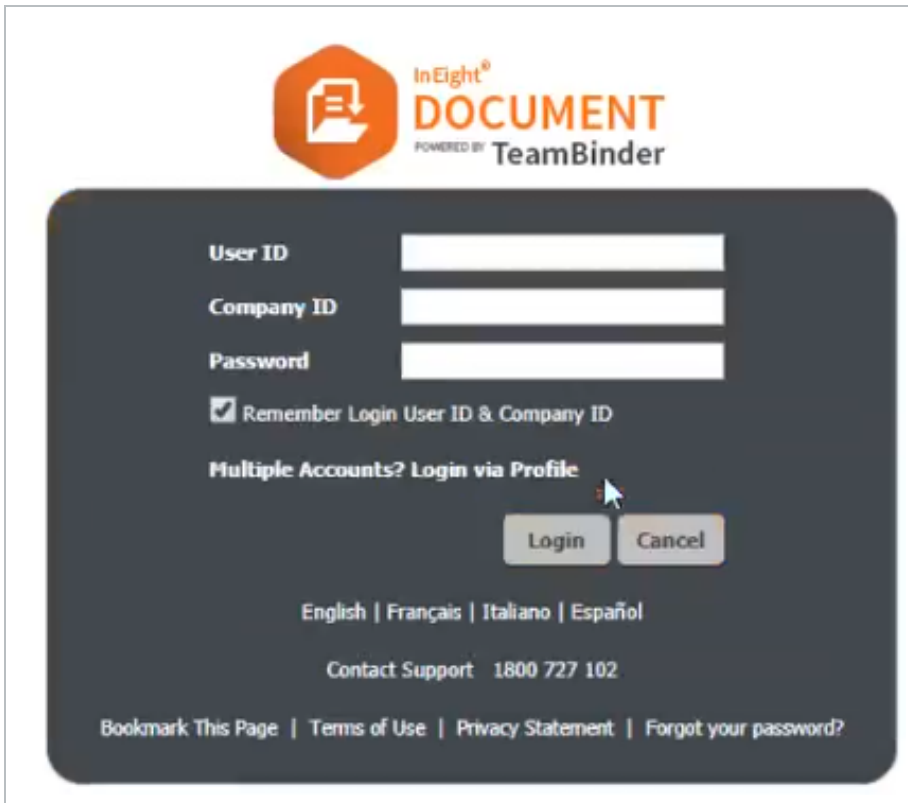 InEight®
DOCUMENT
POWERED BY TeamBinder
User ID
Company ID
Password
Remember Login User ID & Company ID
Multiple Accounts? Login via Profile
Login Cancel
English | Français | Italiano | Español
Contact Support 1800 727 102
Bookmark This Page | Terms of Use | Privacy Statement | Forgot your password?